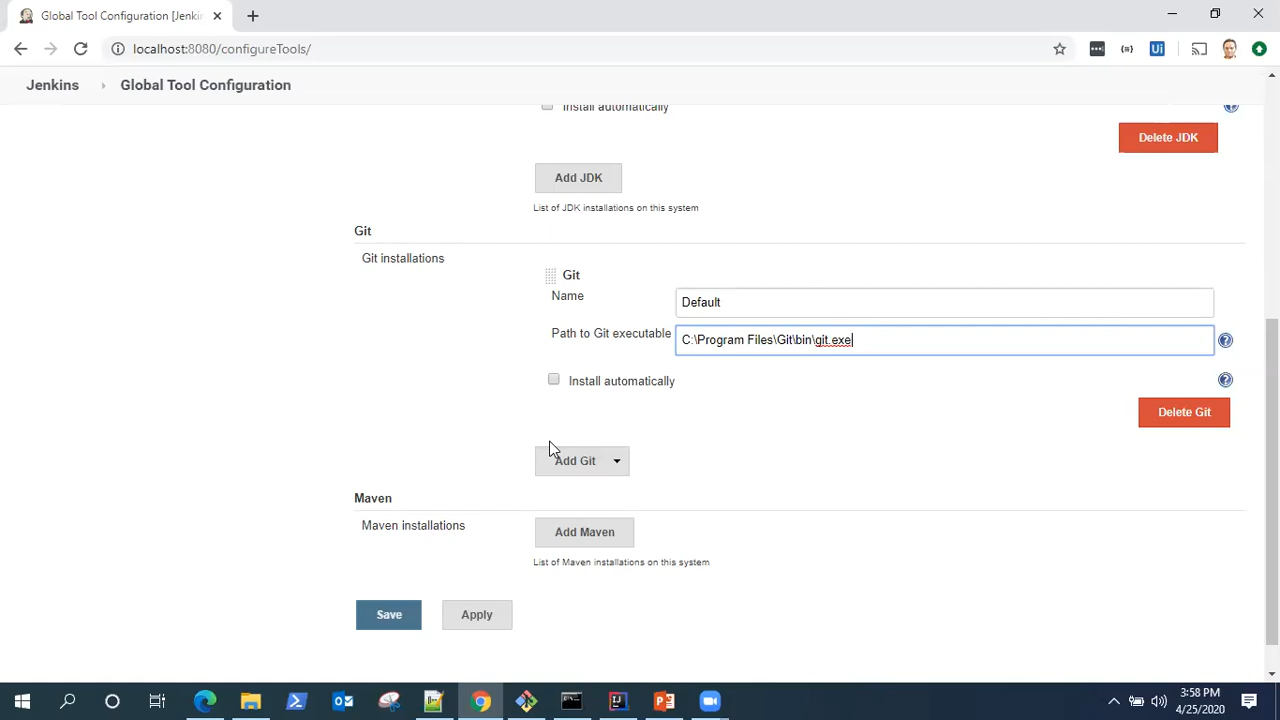 Global Tool Configuration [Jenki
localhost:8080/configureTools/
Jenkins › Global Tool Configuration
Install automatically
Delete JDK
Add JDK
List of JDK installations on this system
Git
Git installations
Git
Name
Default
Path to Git executable
C:\Program Files\Git\bin\git.exe
Install automatically
Delete Git
Add Git
Maven
Maven installations
Add Maven
List of Maven installations on this system
Save
Apply
3:58 PM
4/25/2020